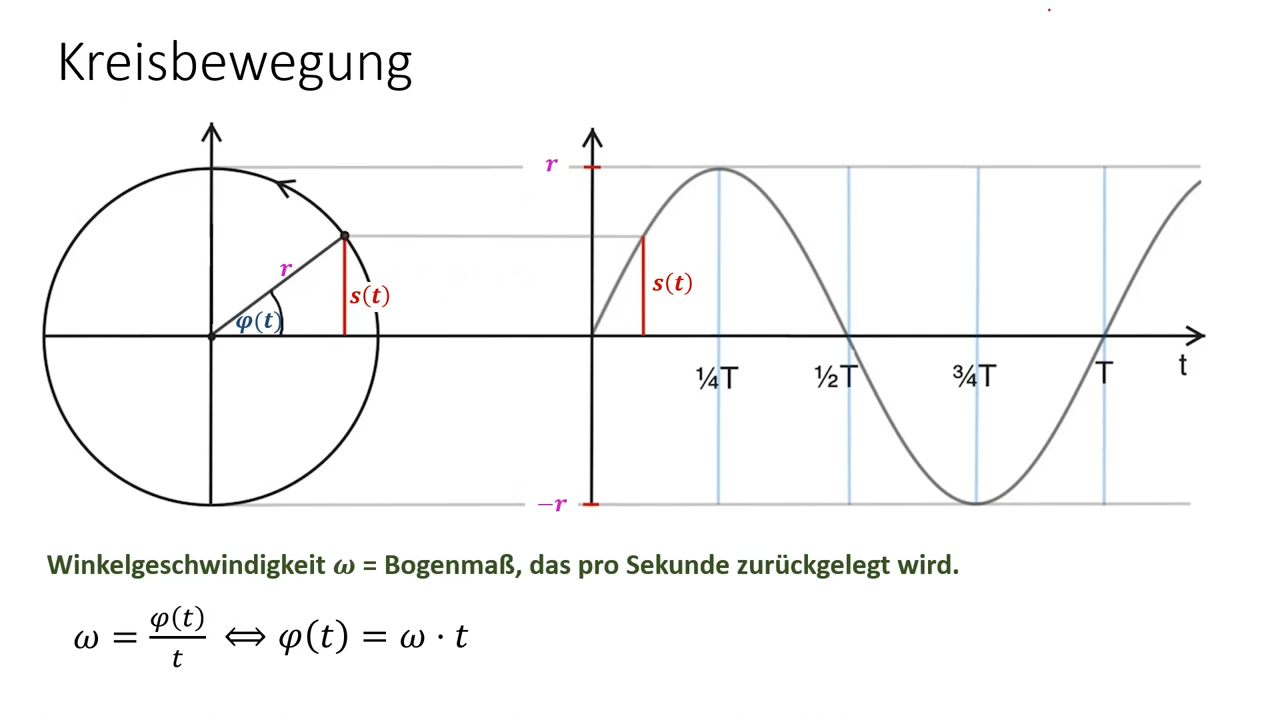 Kreisbewegung
r
r
s(t)
s(t)
φ(t)
¼T
½T
¾T
T
t
−r
Winkelgeschwindigkeit ω = Bogenmaß, das pro Sekunde zurückgelegt wird.
ω = φ(t)/t ⟺ φ(t) = ω · t